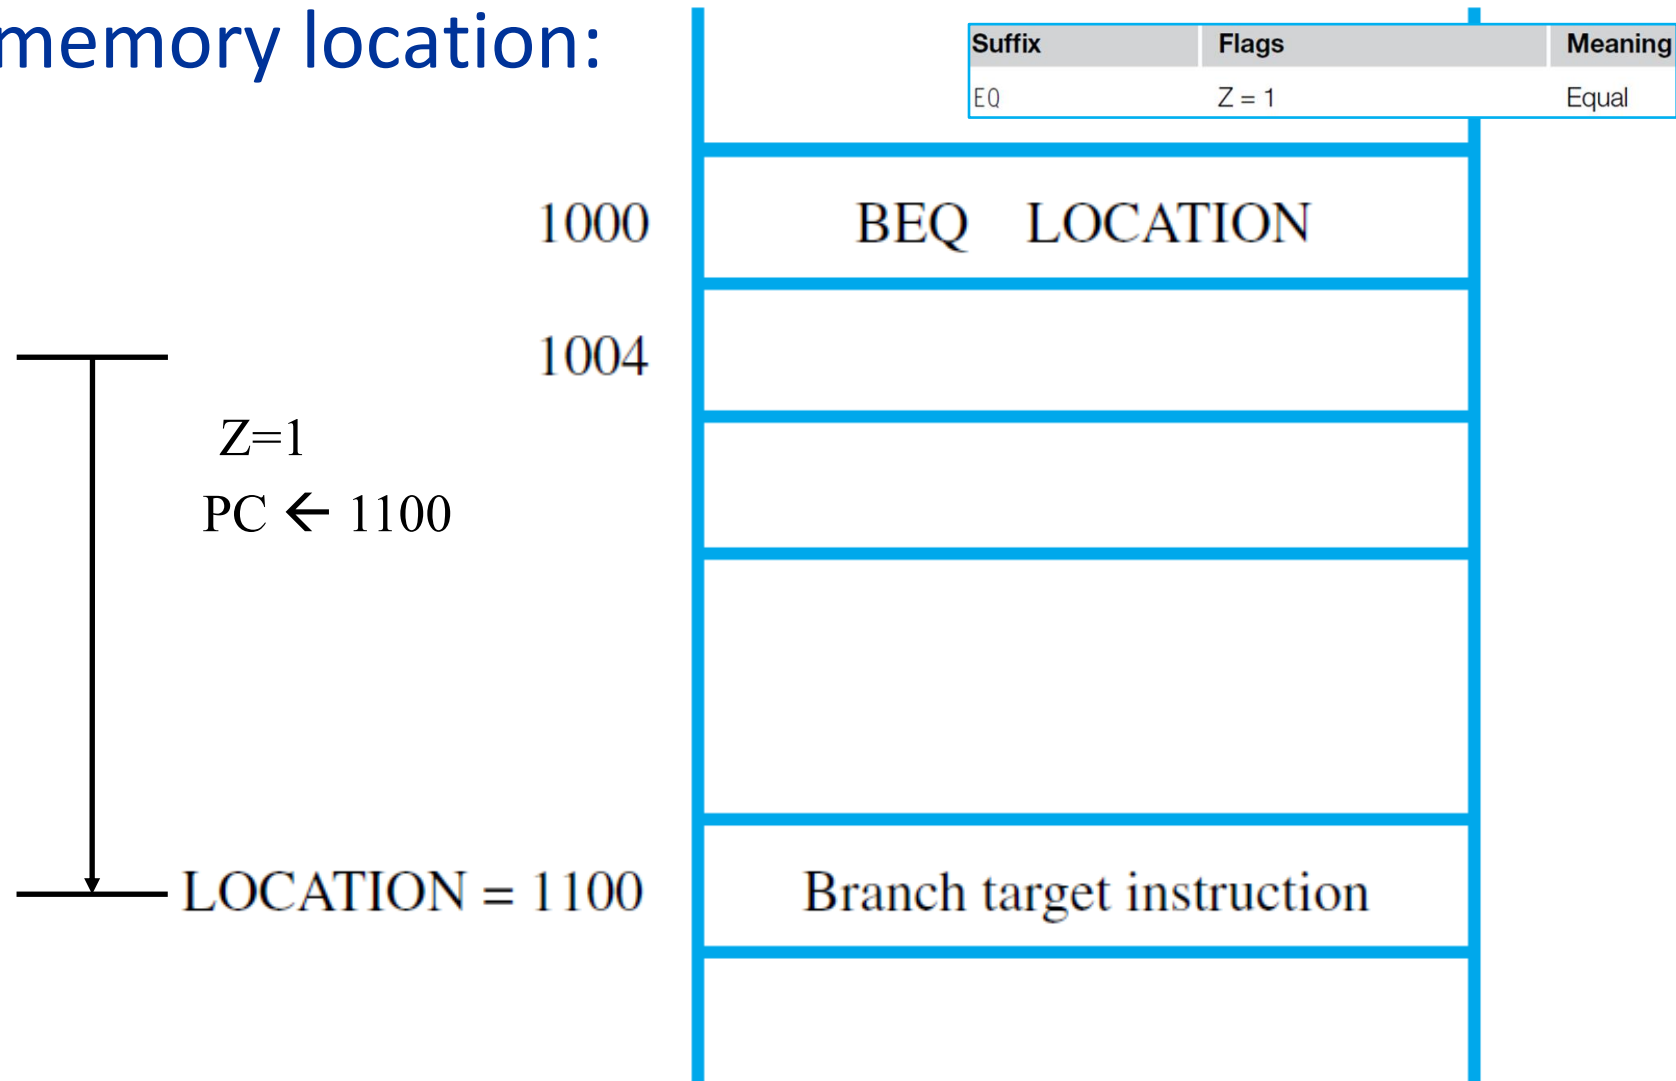 memory location:
Suffix Flags Meaning
EQ Z = 1 Equal
1000 BEQ LOCATION
1004
Z=1
PC ← 1100
LOCATION = 1100 Branch target instruction